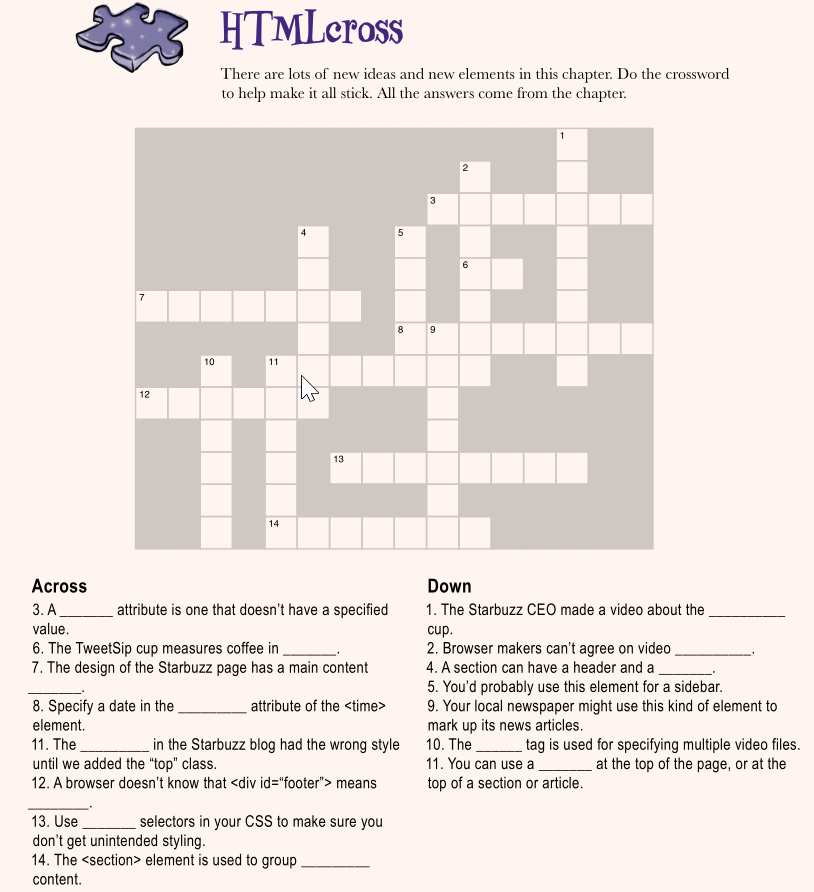 HTMLcross
There are lots of new ideas and new elements in this chapter. Do the crossword
to help make it all stick. All the answers come from the chapter.
1
2
3
4 5
6
7
8 9
10 11
12
13
14
Across
3. A _______ attribute is one that doesn’t have a specified
value.
6. The TweetSip cup measures coffee in _______.
7. The design of the Starbuzz page has a main content
_______.
8. Specify a date in the _________ attribute of the <time>
element.
11. The _________ in the Starbuzz blog had the wrong style
until we added the “top” class.
12. A browser doesn’t know that <div id=“footer”> means
________.
13. Use _______ selectors in your CSS to make sure you
don’t get unintended styling.
14. The <section> element is used to group _________
content.
Down
1. The Starbuzz CEO made a video about the __________
cup.
2. Browser makers can’t agree on video __________.
4. A section can have a header and a _______.
5. You’d probably use this element for a sidebar.
9. Your local newspaper might use this kind of element to
mark up its news articles.
10. The ______ tag is used for specifying multiple video files.
11. You can use a _______ at the top of the page, or at the
top of a section or article.